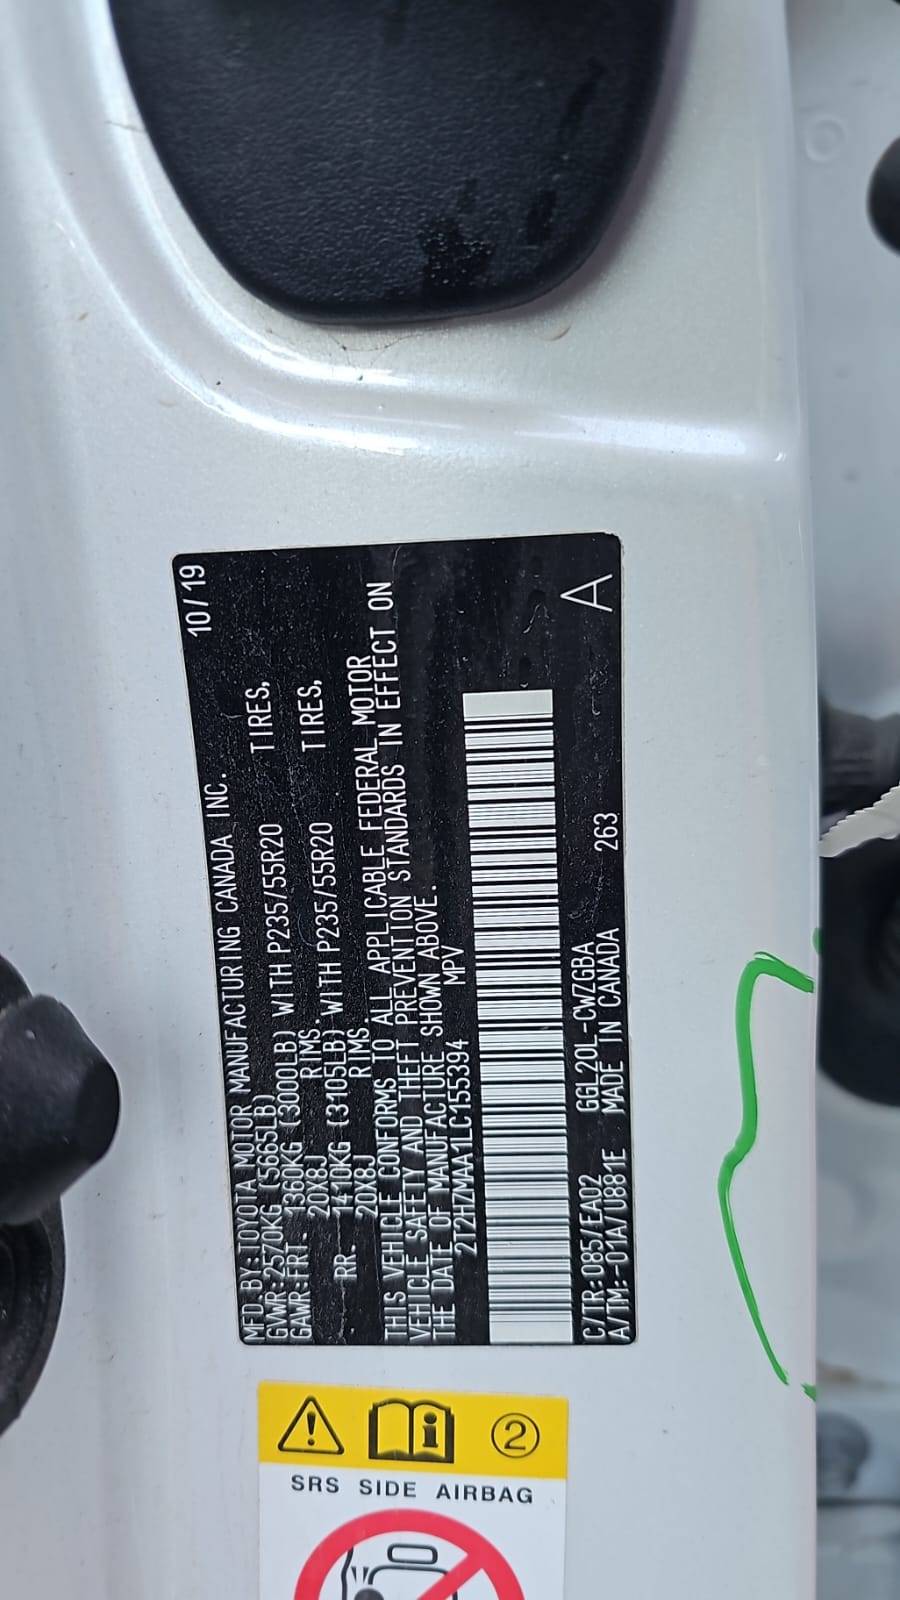 MFD.BY:TOYOTA MOTOR MANUFACTURING CANADA INC. 10/19
GVWR:2570KG (5665LB)
GAWR:FRT. 1360KG (3000LB) WITH P235/55R20 TIRES,
20X8J RIMS.
RR. 1410KG (3105LB) WITH P235/55R20 TIRES,
20X8J RIMS.
THIS VEHICLE CONFORMS TO ALL APPLICABLE FEDERAL MOTOR
VEHICLE SAFETY AND THEFT PREVENTION STANDARDS IN EFFECT ON
THE DATE OF MANUFACTURE SHOWN ABOVE.
2T2HZMAA1LC155394 MPV
C/TR:085/EA02 GGL20L-CWZGBA
A/TM:-01A/U881E MADE IN CANADA 263 A
2
SRS SIDE AIRBAG